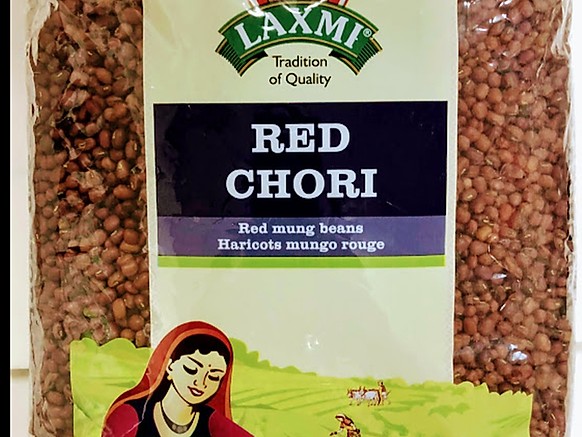 LAXMI®
Tradition
of Quality
RED
CHORI
Red mung beans
Haricots mungo rouge